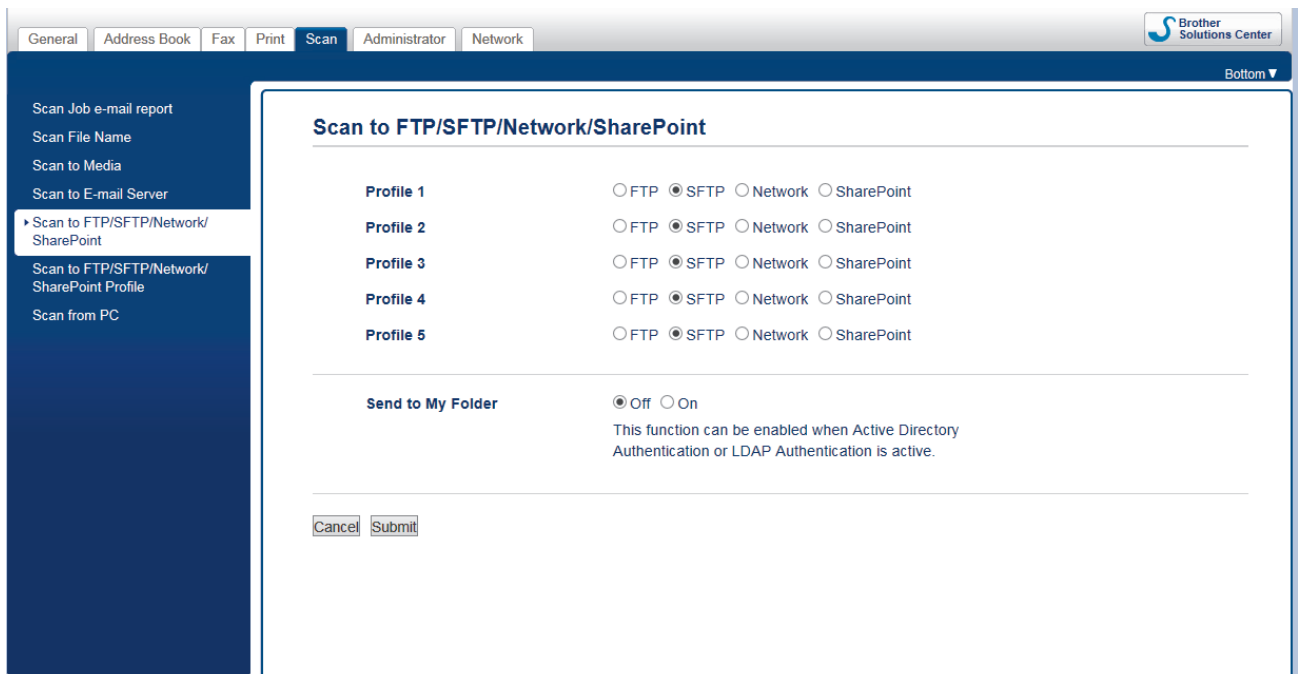 General Address Book Fax Print Scan Administrator Network
Brother
Solutions Center
Bottom▼
Scan Job e-mail report
Scan File Name
Scan to Media
Scan to E-mail Server
Scan to FTP/SFTP/Network/
SharePoint
Scan to FTP/SFTP/Network/
SharePoint Profile
Scan from PC
Scan to FTP/SFTP/Network/SharePoint
Profile 1 FTP SFTP Network SharePoint
Profile 2 FTP SFTP Network SharePoint
Profile 3 FTP SFTP Network SharePoint
Profile 4 FTP SFTP Network SharePoint
Profile 5 FTP SFTP Network SharePoint
Send to My Folder Off On
This function can be enabled when Active Directory
Authentication or LDAP Authentication is active.
Cancel Submit